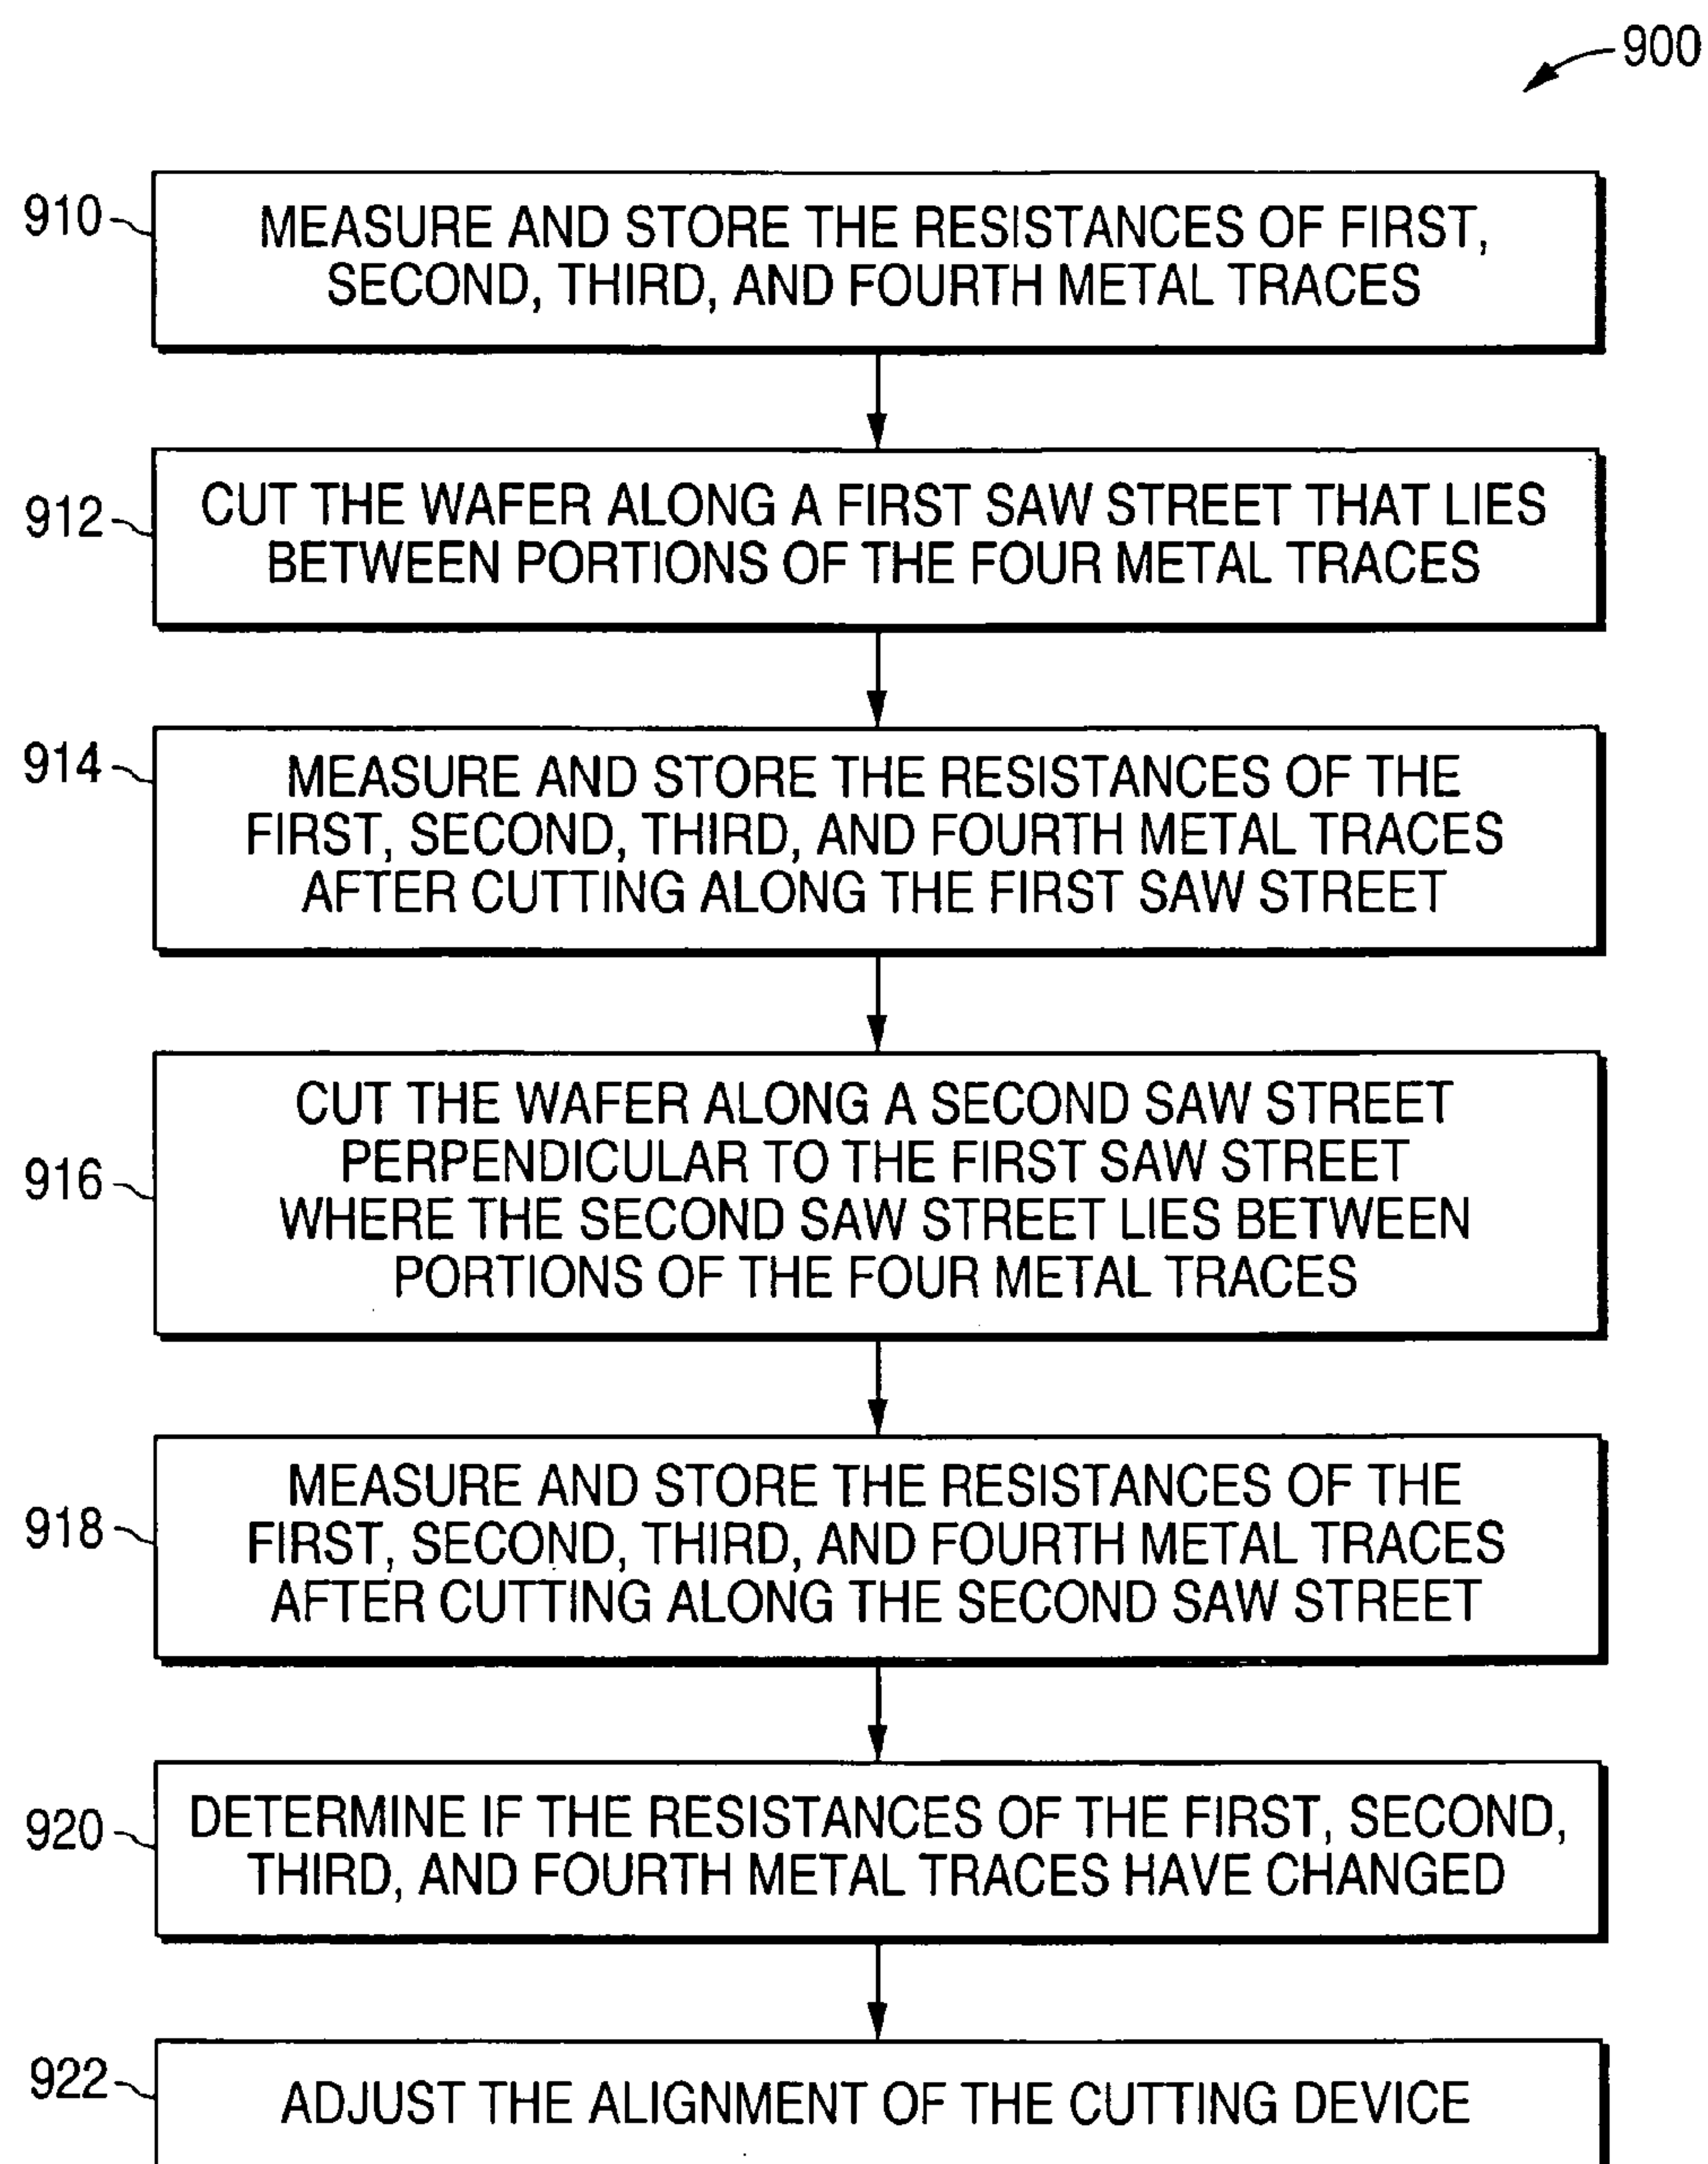 900
910
MEASURE AND STORE THE RESISTANCES OF FIRST,
SECOND, THIRD, AND FOURTH METAL TRACES
912
CUT THE WAFER ALONG A FIRST SAW STREET THAT LIES
BETWEEN PORTIONS OF THE FOUR METAL TRACES
914
MEASURE AND STORE THE RESISTANCES OF THE
FIRST, SECOND, THIRD, AND FOURTH METAL TRACES
AFTER CUTTING ALONG THE FIRST SAW STREET
916
CUT THE WAFER ALONG A SECOND SAW STREET
PERPENDICULAR TO THE FIRST SAW STREET
WHERE THE SECOND SAW STREET LIES BETWEEN
PORTIONS OF THE FOUR METAL TRACES
918
MEASURE AND STORE THE RESISTANCES OF THE
FIRST, SECOND, THIRD, AND FOURTH METAL TRACES
AFTER CUTTING ALONG THE SECOND SAW STREET
920
DETERMINE IF THE RESISTANCES OF THE FIRST, SECOND,
THIRD, AND FOURTH METAL TRACES HAVE CHANGED
922
ADJUST THE ALIGNMENT OF THE CUTTING DEVICE